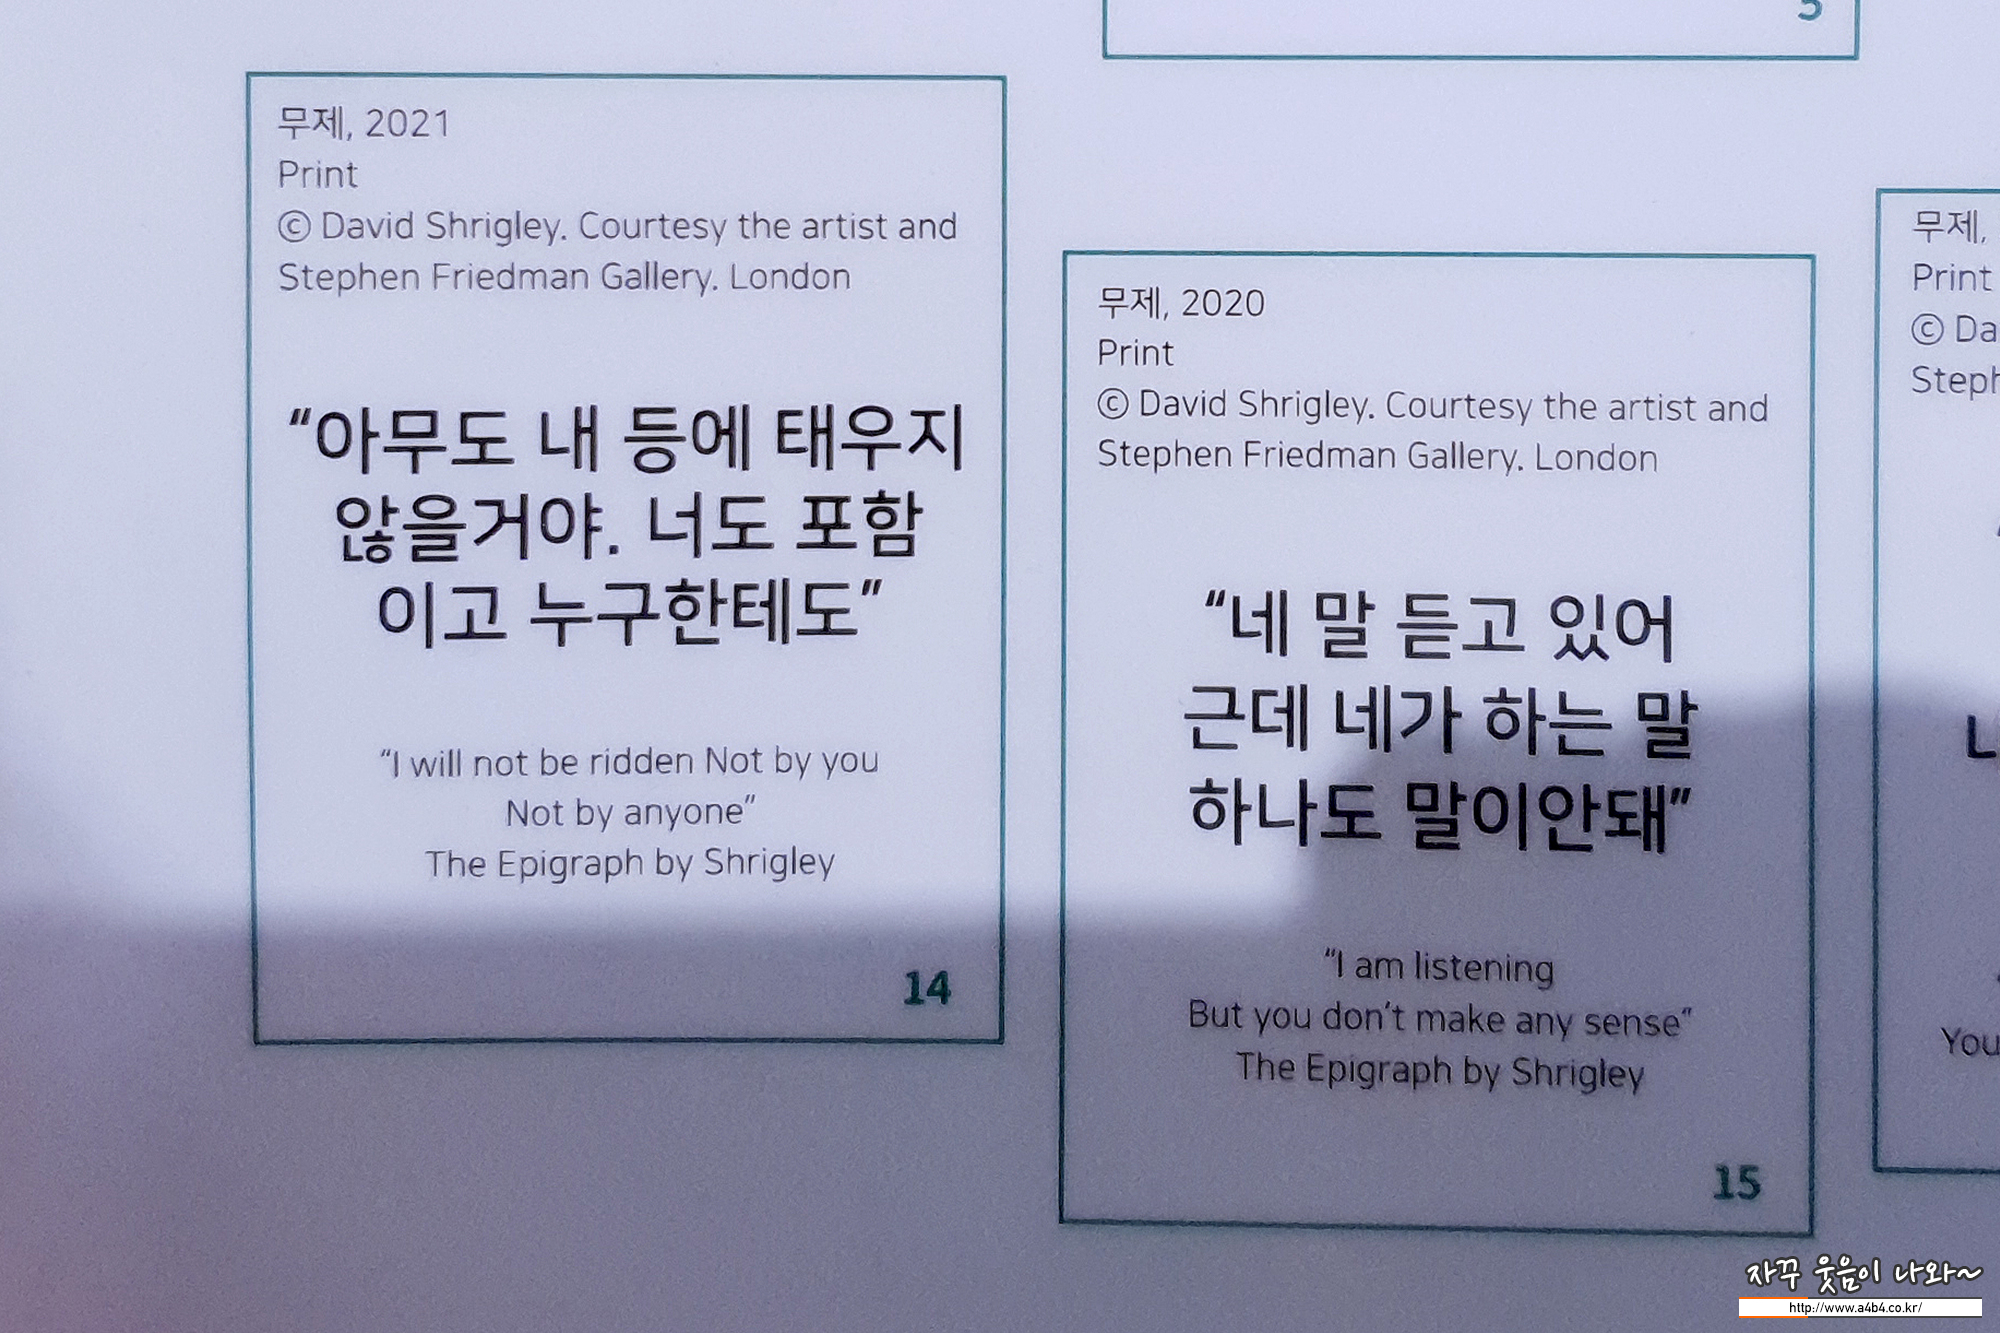 5
무제, 2021
Print
© David Shrigley. Courtesy the artist and
Stephen Friedman Gallery. London
“아무도 내 등에 태우지
않을거야. 너도 포함
이고 누구한테도”
“I will not be ridden Not by you
Not by anyone”
The Epigraph by Shrigley
14
무제, 2020
Print
© David Shrigley. Courtesy the artist and
Stephen Friedman Gallery. London
“네 말 듣고 있어
근데 네가 하는 말
하나도 말이안돼”
“I am listening
But you don’t make any sense”
The Epigraph by Shrigley
15
무제,
Print
© Da
Steph
You
자꾸 웃음이 나와~
http://www.a4b4.co.kr/